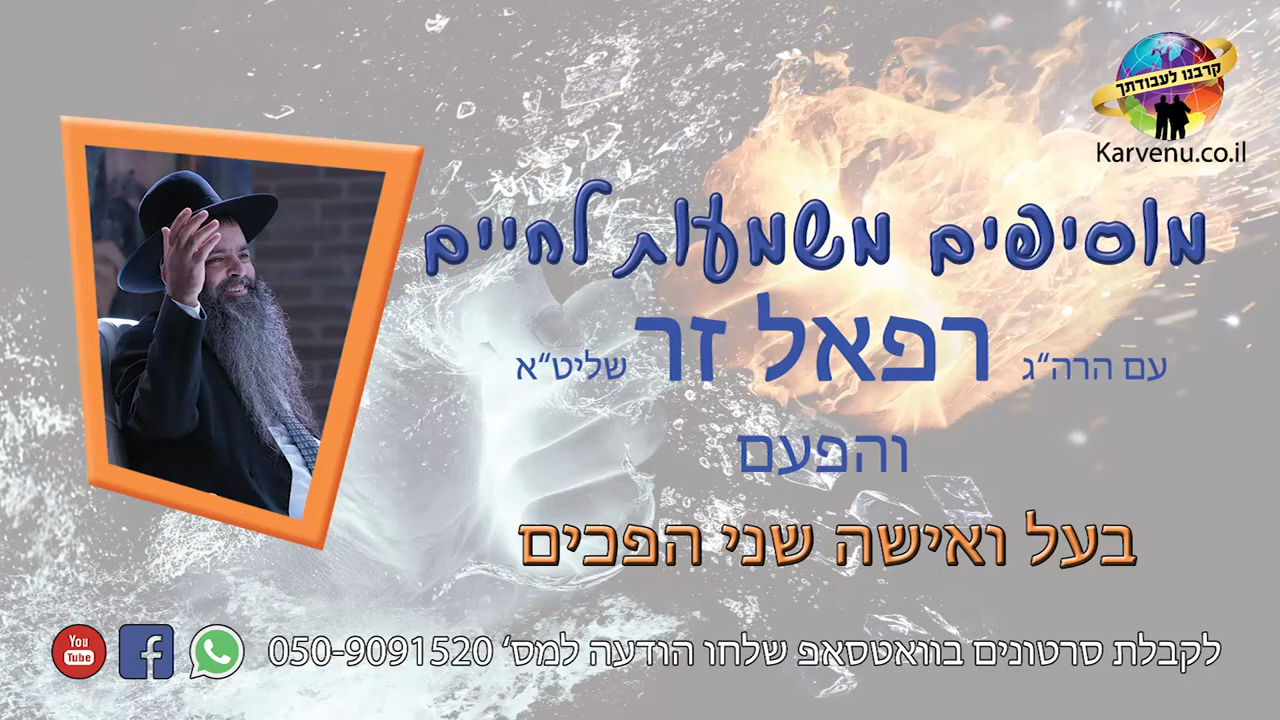 קרבנו לעבודתך
Karvenu.co.il
מוסיפים משמעות לחיים
עם הרה"ג רפאל זר שליט"א
והפעם
בעל ואישה שני הפכים
לקבלת סרטונים בוואטסאפ שלחו הודעה למס' 050-9091520
You
Tube